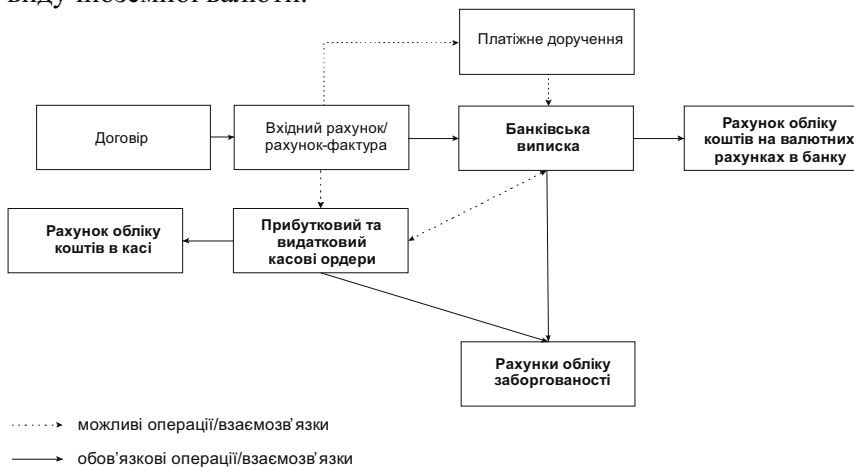 виду іноземної валюти.
Платіжне доручення
Договір
Вхідний рахунок/
рахунок-фактура
Банківська
виписка
Рахунок обліку
коштів на валютних
рахунках в банку
Рахунок обліку
коштів в касі
Прибутковий та
видатковий
касові ордери
Рахунки обліку
заборгованості
можливі операції/взаємозв'язки
обов'язкові операції/взаємозв'язки